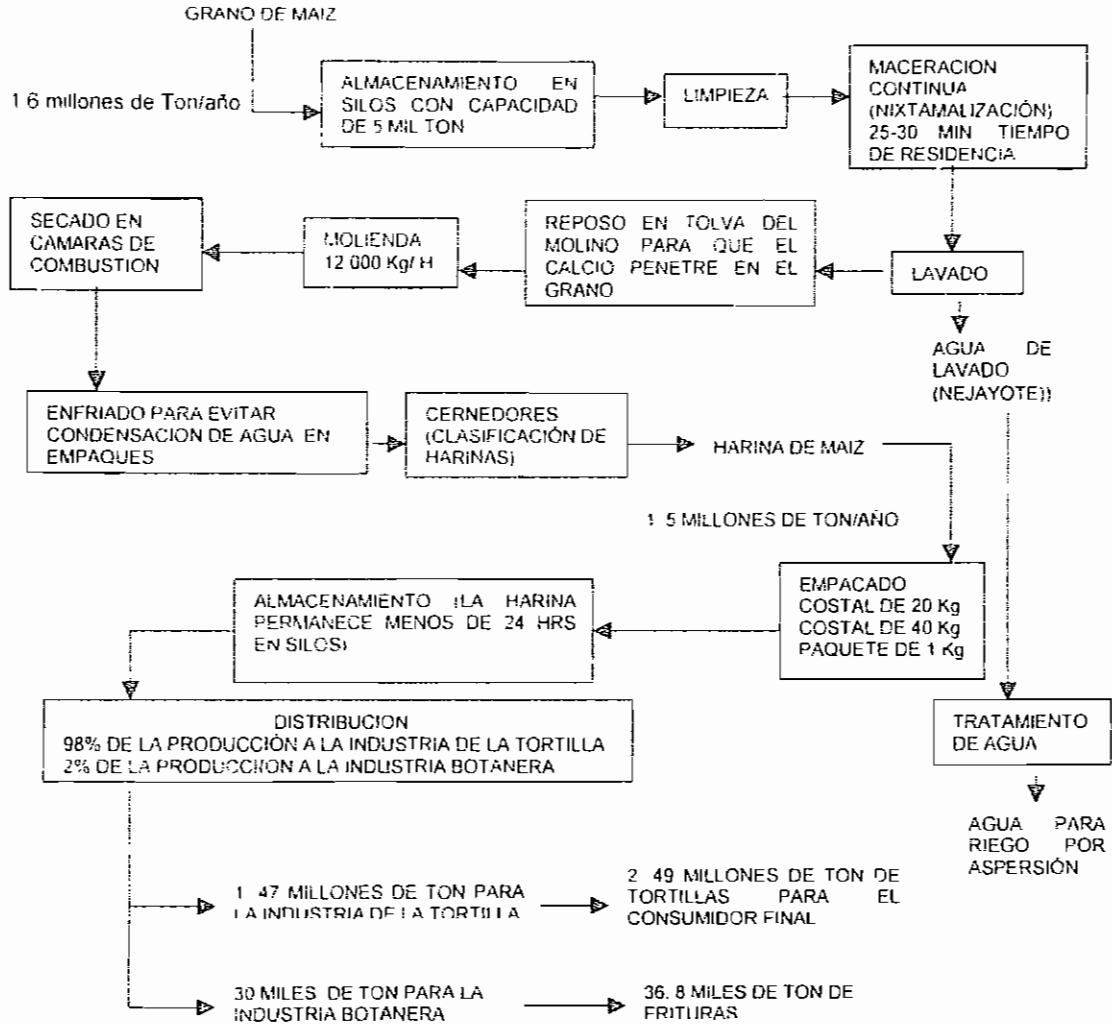 GRANO DE MAIZ
1 6 millones de Ton/año
ALMACENAMIENTO EN
SILOS CON CAPACIDAD
DE 5 MIL TON
LIMPIEZA
MACERACION
CONTINUA
(NIXTAMALIZACIÓN)
25-30 MIN TIEMPO
DE RESIDENCIA
SECADO EN
CAMARAS DE
COMBUSTION
MOLIENDA
12 000 Kg/ H
REPOSO EN TOLVA DEL
MOLINO PARA QUE EL
CALCIO PENETRE EN EL
GRANO
LAVADO
AGUA DE
LAVADO
(NEJAYOTE))
ENFRIADO PARA EVITAR
CONDENSACION DE AGUA EN
EMPAQUES
CERNEDORES
(CLASIFICACIÓN DE
HARINAS)
HARINA DE MAIZ
1 5 MILLONES DE TON/AÑO
EMPACADO
COSTAL DE 20 Kg
COSTAL DE 40 Kg
PAQUETE DE 1 Kg
ALMACENAMIENTO (LA HARINA
PERMANECE MENOS DE 24 HRS
EN SILOS)
DISTRIBUCION
98% DE LA PRODUCCIÓN A LA INDUSTRIA DE LA TORTILLA
2% DE LA PRODUCCION A LA INDUSTRIA BOTANERA
TRATAMIENTO
DE AGUA
AGUA PARA
RIEGO POR
ASPERSIÓN
1 47 MILLONES DE TON PARA
LA INDUSTRIA DE LA TORTILLA
2 49 MILLONES DE TON DE
TORTILLAS PARA EL
CONSUMIDOR FINAL
30 MILES DE TON PARA LA
INDUSTRIA BOTANERA
36. 8 MILES DE TON DE
FRITURAS